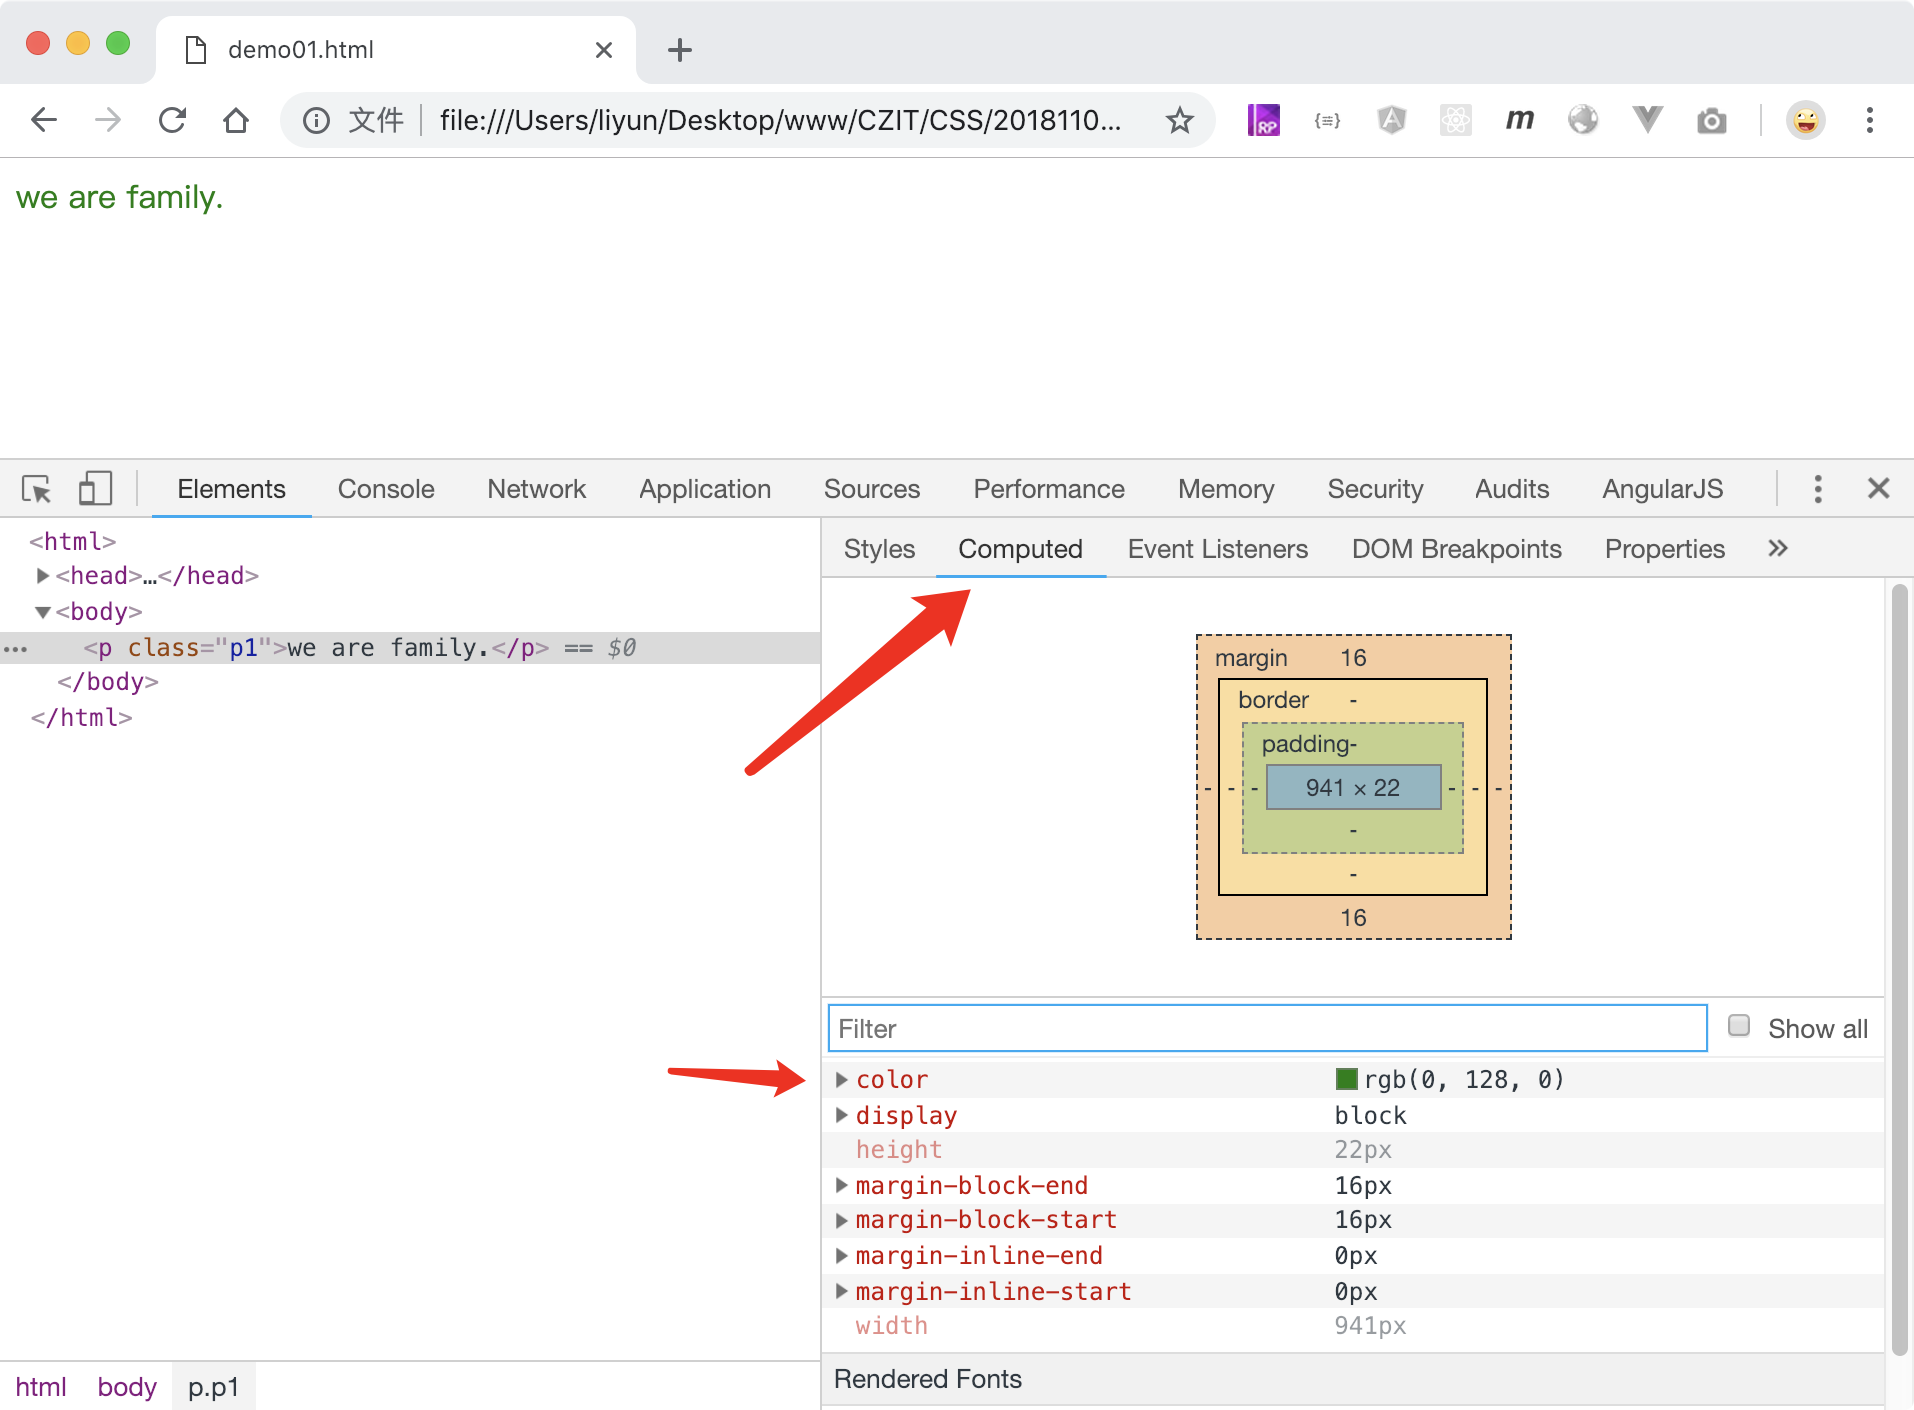 demo01.html
文件 file:///Users/liyun/Desktop/www/CZIT/CSS/2018110...
RP
m
we are family.
Elements Console Network Application Sources Performance Memory Security Audits AngularJS
<html>
<head>…</head>
<body>
<p class="p1">we are family.</p> == $0
</body>
</html>
html body p.p1
Styles Computed Event Listeners DOM Breakpoints Properties
margin 16
border -
padding-
- - - 941 × 22 - - -
-
-
16
Filter Show all
color rgb(0, 128, 0)
display block
height 22px
margin-block-end 16px
margin-block-start 16px
margin-inline-end 0px
margin-inline-start 0px
width 941px
Rendered Fonts